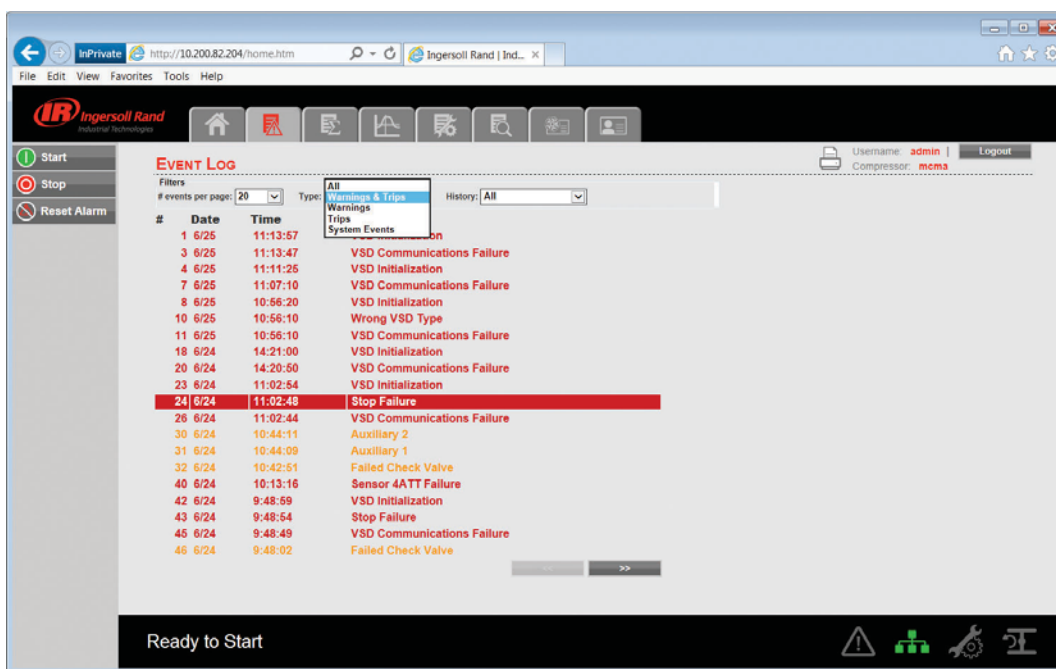 InPrivate http://10.200.82.204/home.htm Ingersoll Rand | Ind...
File Edit View Favorites Tools Help
IR Ingersoll Rand
Industrial Technologies
Start
Stop
Reset Alarm
EVENT LOG
Username: admin | Logout
Compressor: mcma
Filters
# events per page: 20 Type: History: All
All
Warnings & Trips
Warnings
Trips
System Events
# Date Time
1 6/25 11:13:57
3 6/25 11:13:47 VSD Communications Failure
4 6/25 11:11:25 VSD Initialization
7 6/25 11:07:10 VSD Communications Failure
8 6/25 10:56:20 VSD Initialization
10 6/25 10:56:10 Wrong VSD Type
11 6/25 10:56:10 VSD Communications Failure
18 6/24 14:21:00 VSD Initialization
20 6/24 14:20:50 VSD Communications Failure
23 6/24 11:02:54 VSD Initialization
24 6/24 11:02:48 Stop Failure
26 6/24 11:02:44 VSD Communications Failure
30 6/24 10:44:11 Auxiliary 2
31 6/24 10:44:09 Auxiliary 1
32 6/24 10:42:51 Failed Check Valve
40 6/24 10:13:16 Sensor 4ATT Failure
42 6/24 9:48:59 VSD Initialization
43 6/24 9:48:54 Stop Failure
45 6/24 9:48:49 VSD Communications Failure
46 6/24 9:48:02 Failed Check Valve
<< >>
Ready to Start